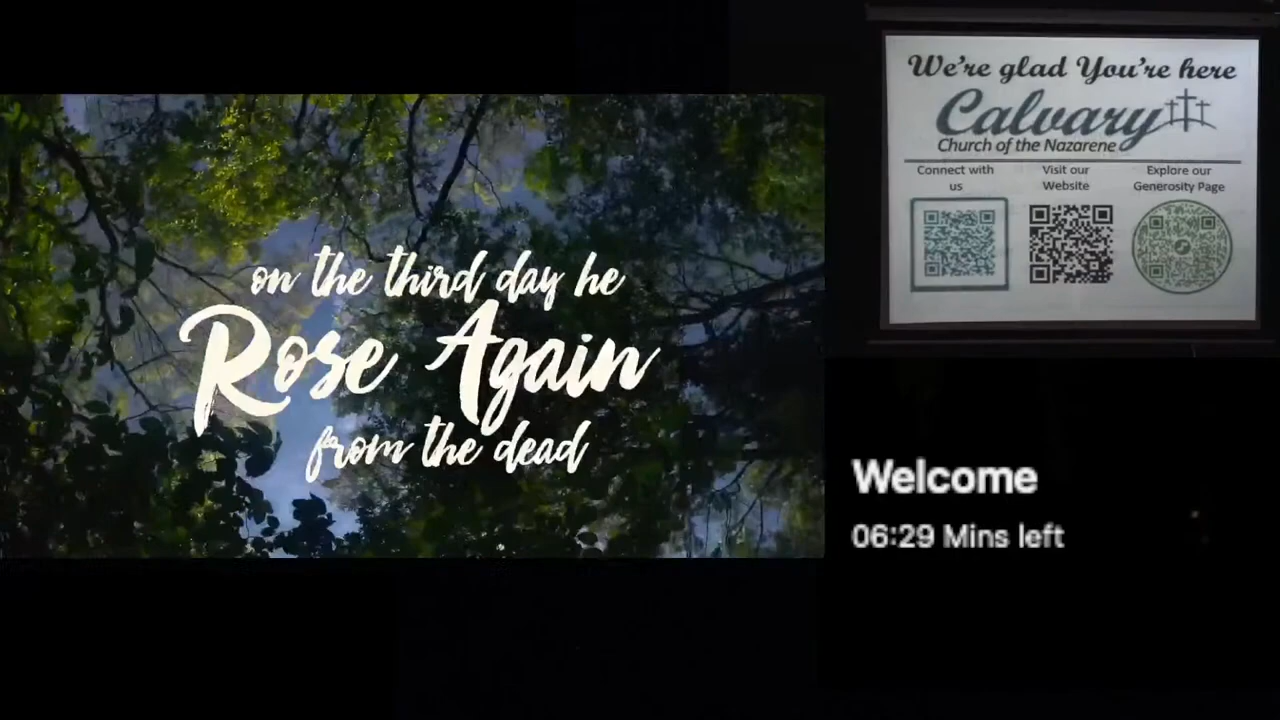 on the third day he
Rose Again
from the dead
We're glad You're here
Calvary
Church of the Nazarene
Connect with
us
Visit our
Website
Explore our
Generosity Page
Welcome
06:29 Mins left